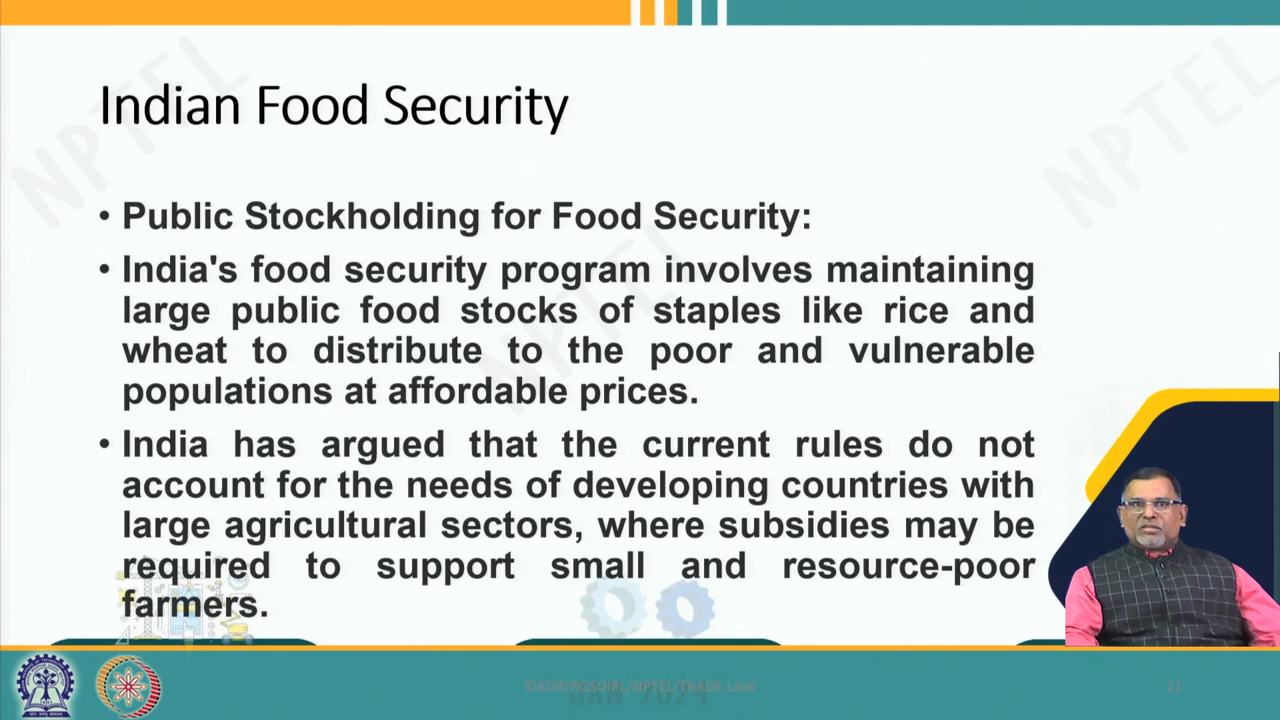 Indian Food Security
• Public Stockholding for Food Security:
• India's food security program involves maintaining
large public food stocks of staples like rice and
wheat to distribute to the poor and vulnerable
populations at affordable prices.
• India has argued that the current rules do not
account for the needs of developing countries with
large agricultural sectors, where subsidies may be
required to support small and resource-poor
farmers.
NPTEL
NPTEL
NPTEL
©KDR/RGSOIPL/NPTEL/TRADE LAW
JAN 2024
21